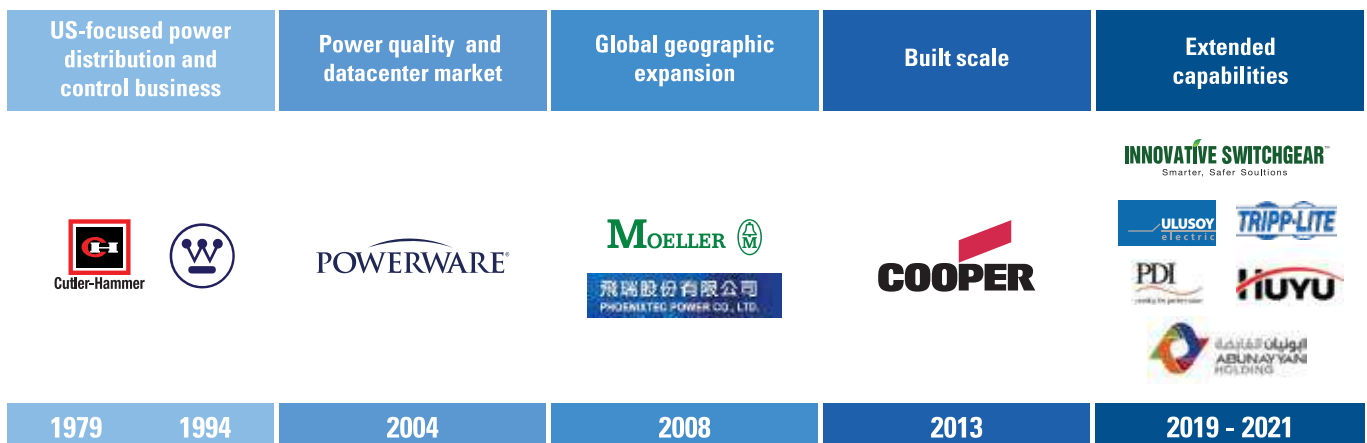 US-focused power
distribution and
control business
Power quality and
datacenter market
Global geographic
expansion
Built scale
Extended
capabilities
Cutler-Hammer
W
POWERWARE®
MOELLER M
飛瑞股份有限公司
PHOENIXTEC POWER CO., LTD.
COOPER
INNOVATIVE SWITCHGEAR™
Smarter, Safer Soultions
ULUSOY
electric
TRIPP·LITE
PDI
HUYU
ABUNAYYAN
HOLDING
1979
1994
2004
2008
2013
2019 - 2021